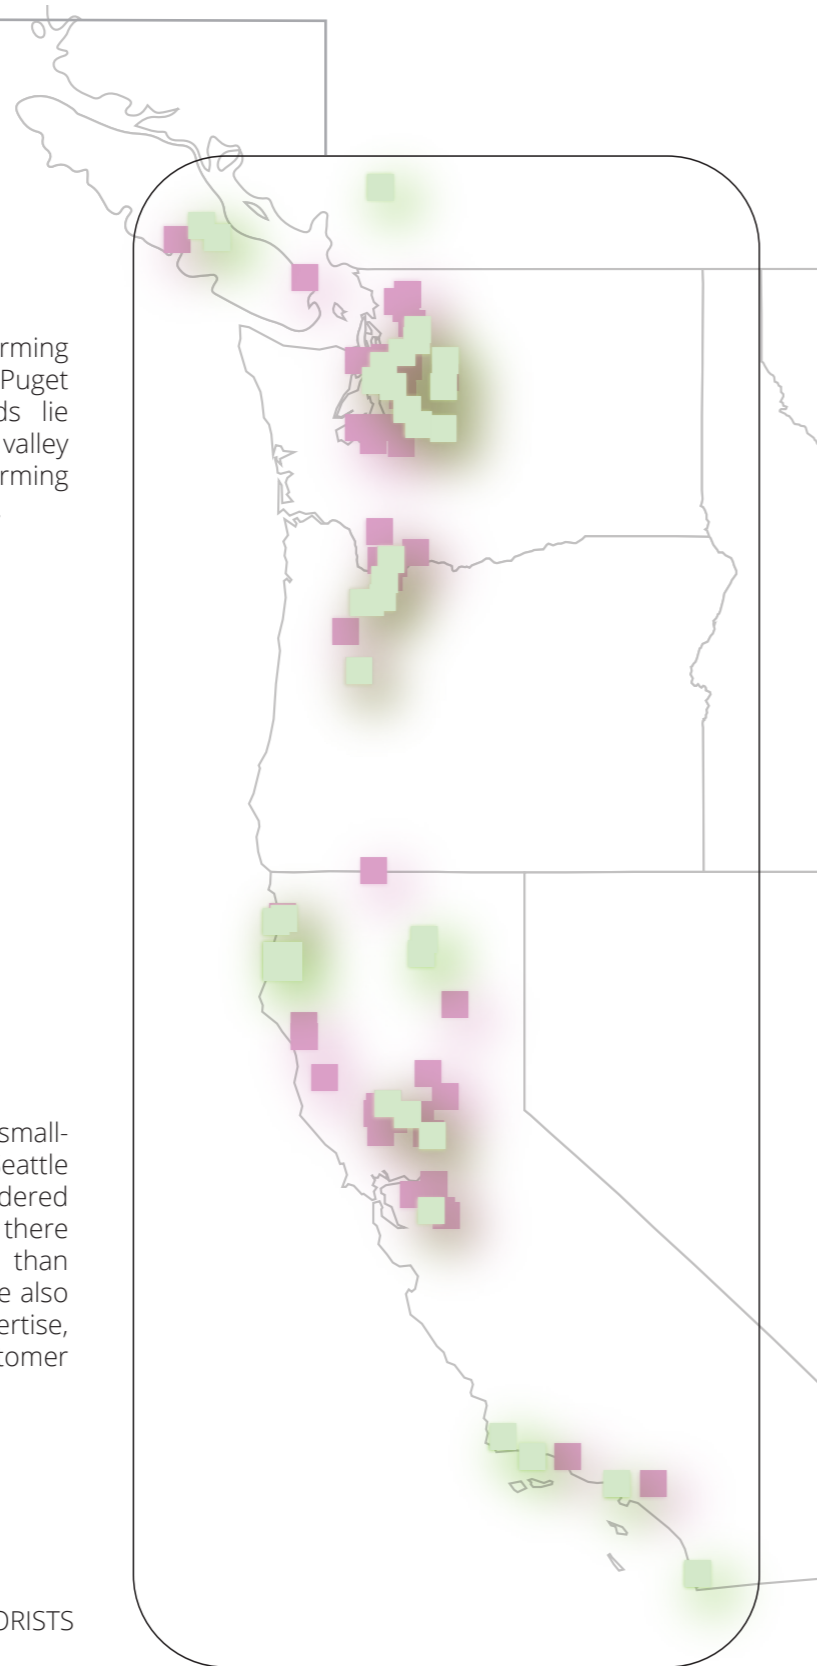 rming
Puget
ds lie
valley
rming
small-
eattle
dered
there
than
e also
ertise,
tomer
ORISTS